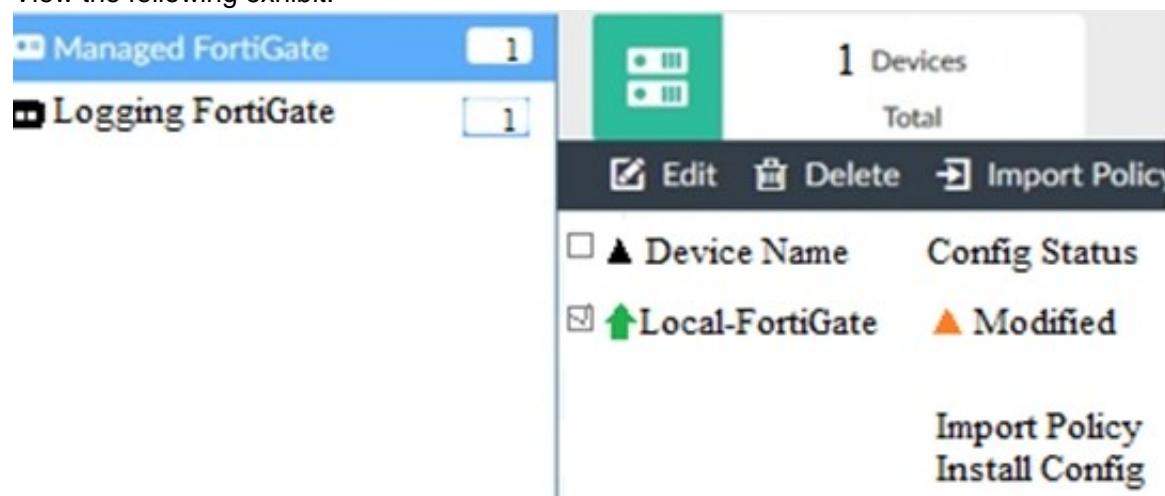 View the following exhibit.
Managed FortiGate 1
Logging FortiGate 1
1 Devices
Total
Edit Delete Import Policy
Device Name Config Status
Local-FortiGate Modified
Import Policy
Install Config